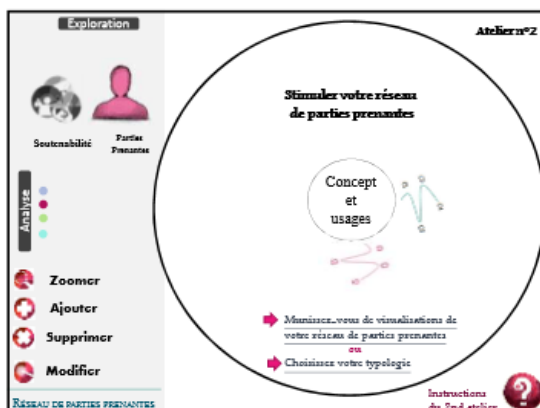 Exploration
Atelier n°2
Soutenabilité
Parties
Prenantes
Stimuler votre réseau
de parties prenantes
Analyse
Concept
et
usages
Zoomer
Ajouter
Supprimer
Modifier
Munissez-vous de visualisations de
votre réseau de parties prenantes
ou
Choisissez votre typologie
RÉSEAU DE PARTIES PRENANTES
Instructions
du 2nd atelier
?